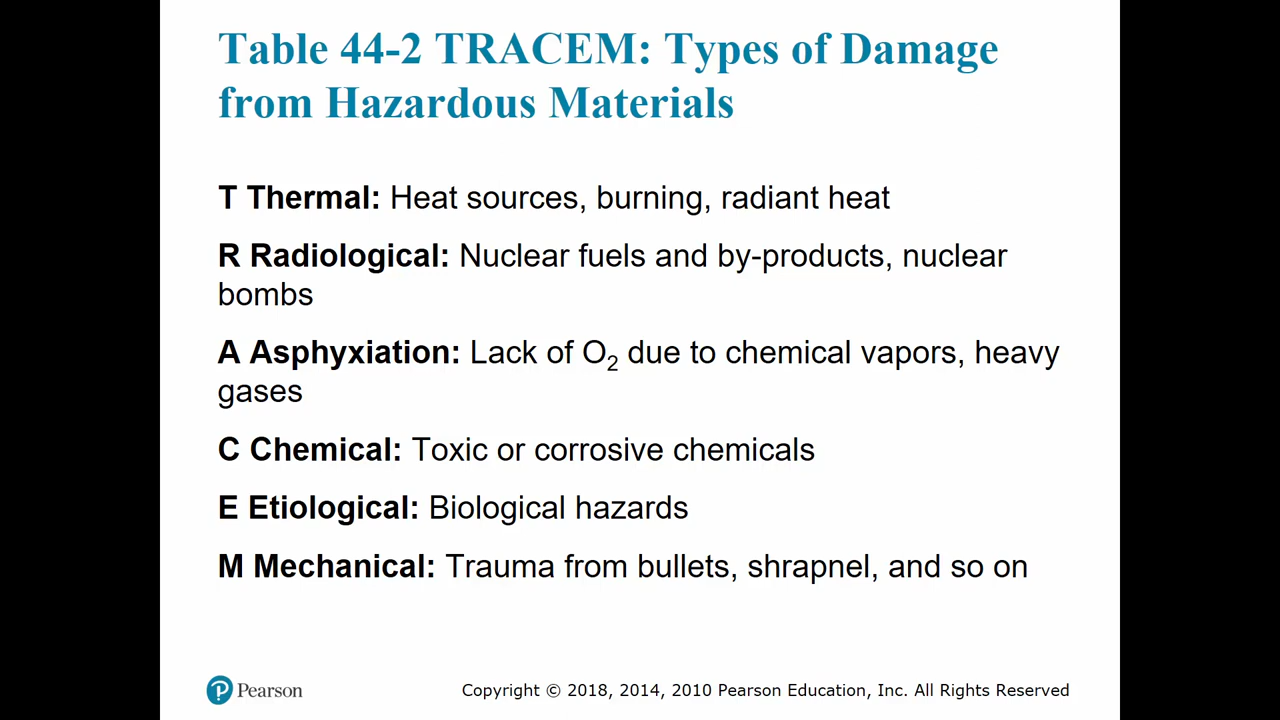 Table 44-2 TRACEM: Types of Damage
from Hazardous Materials
T Thermal: Heat sources, burning, radiant heat
R Radiological: Nuclear fuels and by-products, nuclear
bombs
A Asphyxiation: Lack of O₂ due to chemical vapors, heavy
gases
C Chemical: Toxic or corrosive chemicals
E Etiological: Biological hazards
M Mechanical: Trauma from bullets, shrapnel, and so on
P Pearson
Copyright © 2018, 2014, 2010 Pearson Education, Inc. All Rights Reserved